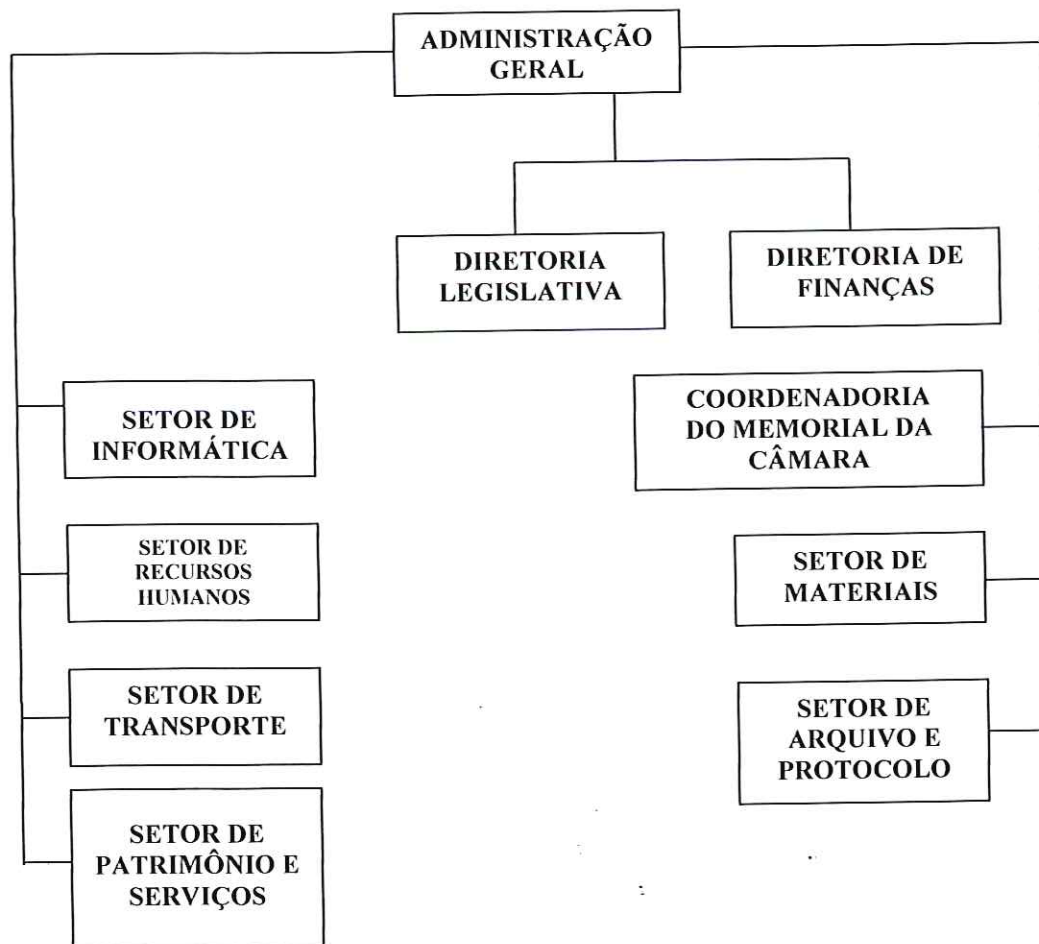 ADMINISTRAÇÃO
GERAL
DIRETORIA
LEGISLATIVA
DIRETORIA DE
FINANÇAS
SETOR DE
INFORMÁTICA
COORDENADORIA
DO MEMORIAL DA
CÂMARA
SETOR DE
RECURSOS
HUMANOS
SETOR DE
MATERIAIS
SETOR DE
TRANSPORTE
SETOR DE
ARQUIVO E
PROTOCOLO
SETOR DE
PATRIMÔNIO E
SERVIÇOS